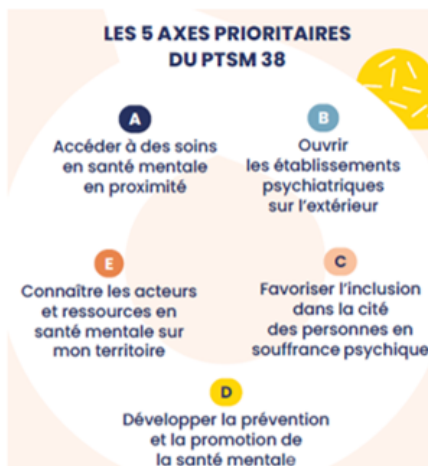 LES 5 AXES PRIORITAIRES
DU PTSM 38
A
Accéder à des soins
en santé mentale
en proximité
B
Ouvrir
les établissements
psychiatriques
sur l'extérieur
C
Favoriser l'inclusion
dans la cité
des personnes en
souffrance psychique
D
Développer la prévention
et la promotion de
la santé mentale
E
Connaître les acteurs
et ressources en
santé mentale sur
mon territoire